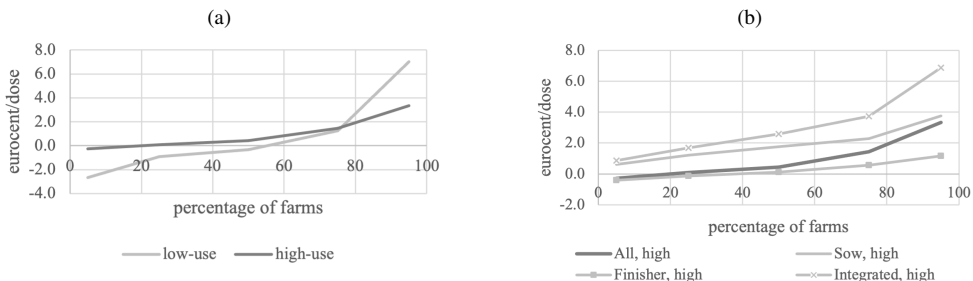 (a)
8.0
6.0
4.0
2.0
0.0
-2.0
-4.0
0 20 40 60 80 100
eurocent/dose
percentage of farms
low-use high-use
(b)
8.0
6.0
4.0
2.0
0.0
-2.0
0 20 40 60 80 100
eurocent/dose
percentage of farms
All, high Sow, high
Finisher, high Integrated, high